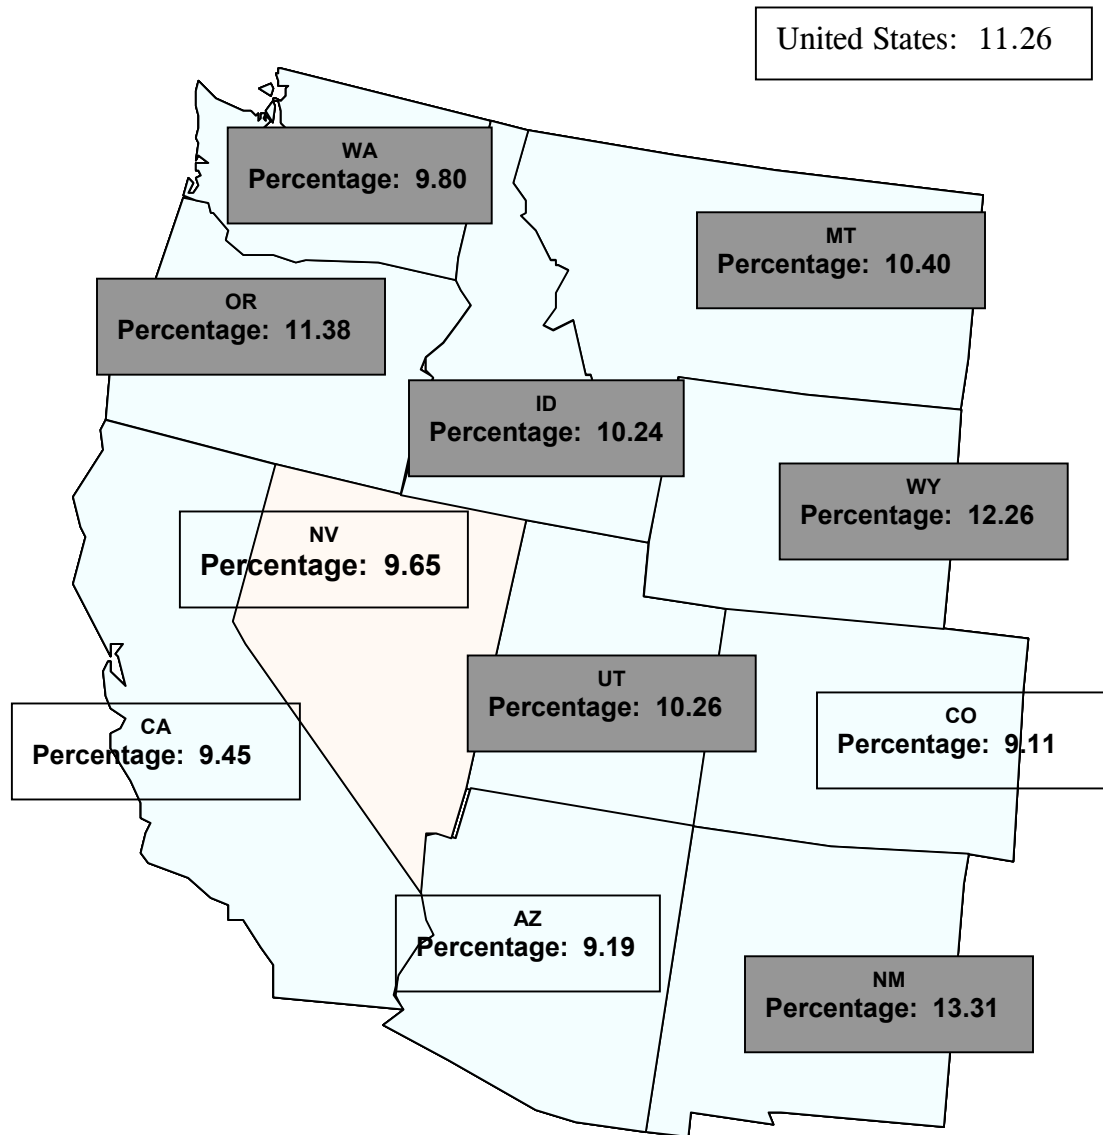 United States: 11.26
WA
Percentage: 9.80
MT
Percentage: 10.40
OR
Percentage: 11.38
ID
Percentage: 10.24
WY
Percentage: 12.26
NV
Percentage: 9.65
UT
Percentage: 10.26
CO
Percentage: 9.11
CA
Percentage: 9.45
AZ
Percentage: 9.19
NM
Percentage: 13.31